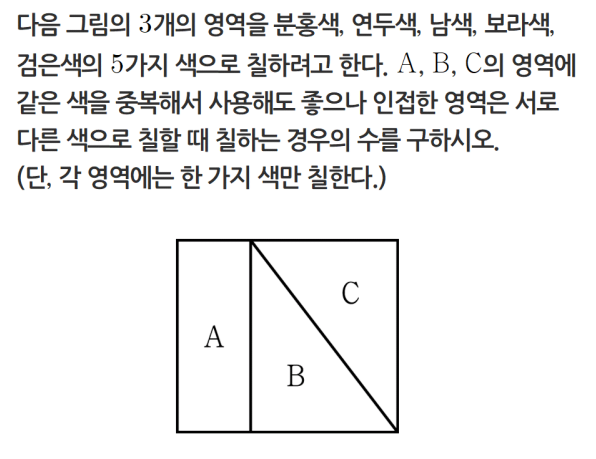 다음 그림의 3개의 영역을 분홍색, 연두색, 남색, 보라색,
검은색의 5가지 색으로 칠하려고 한다. A, B, C의 영역에
같은 색을 중복해서 사용해도 좋으나 인접한 영역은 서로
다른 색으로 칠할 때 칠하는 경우의 수를 구하시오.
(단, 각 영역에는 한 가지 색만 칠한다.)
C
A
B